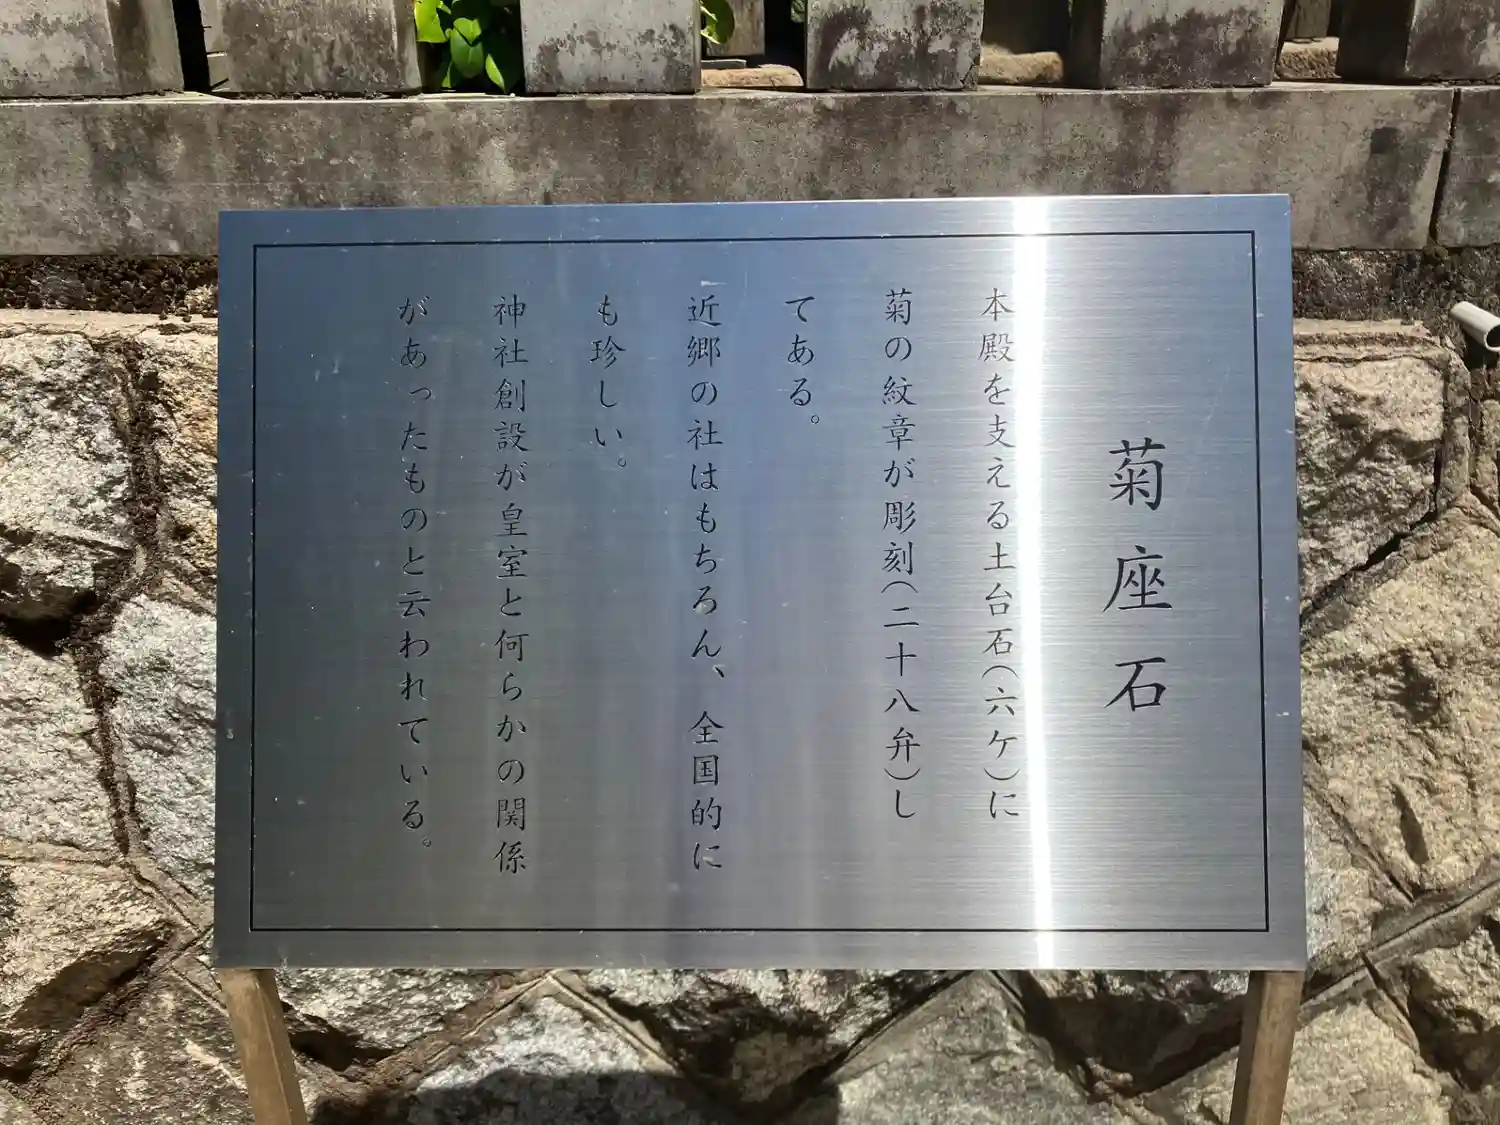 菊座石
本殿を支える土台石(六ケ)に
菊の紋章が彫刻(二十八弁)し
てある。
近郷の社はもちろん、全国的に
も珍しい。
神社創設が皇室と何らかの関係
があったものと云われている。